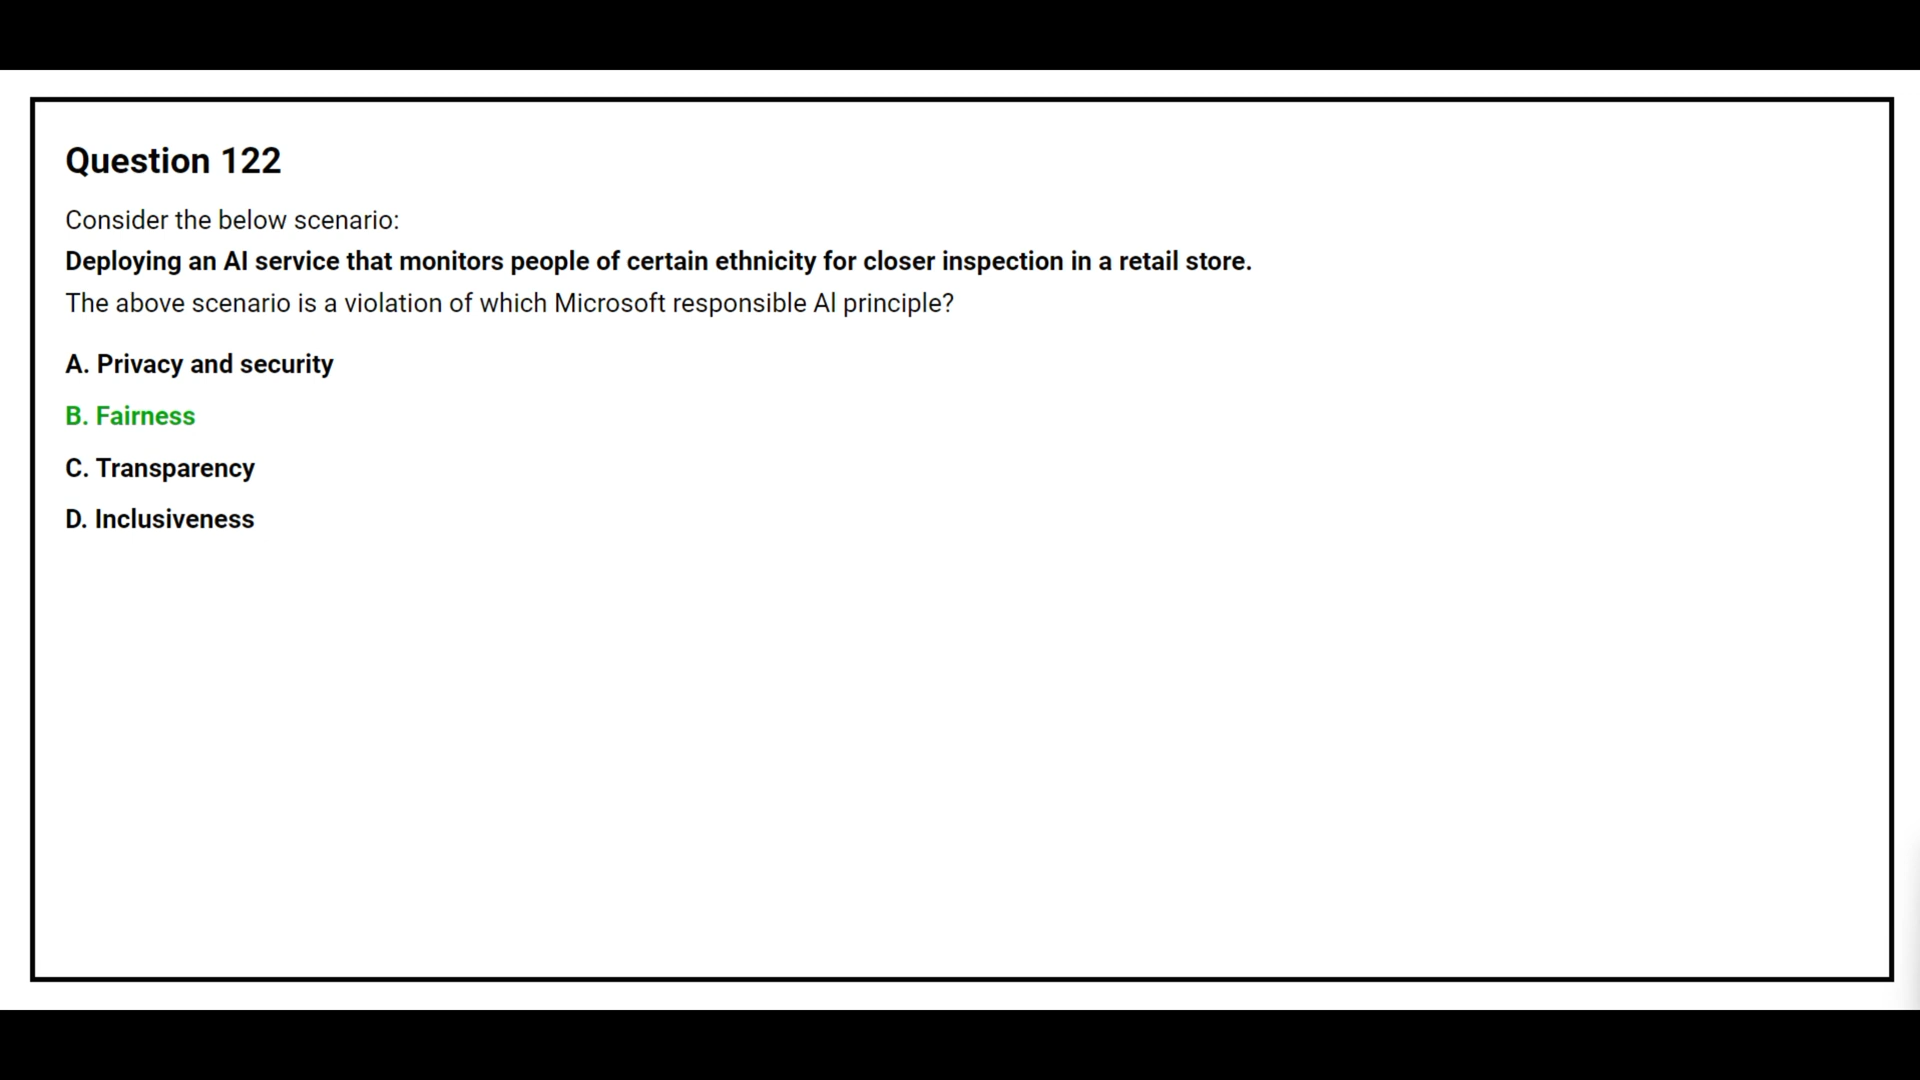 Question 122
Consider the below scenario:
Deploying an AI service that monitors people of certain ethnicity for closer inspection in a retail store.
The above scenario is a violation of which Microsoft responsible AI principle?
A. Privacy and security
B. Fairness
C. Transparency
D. Inclusiveness